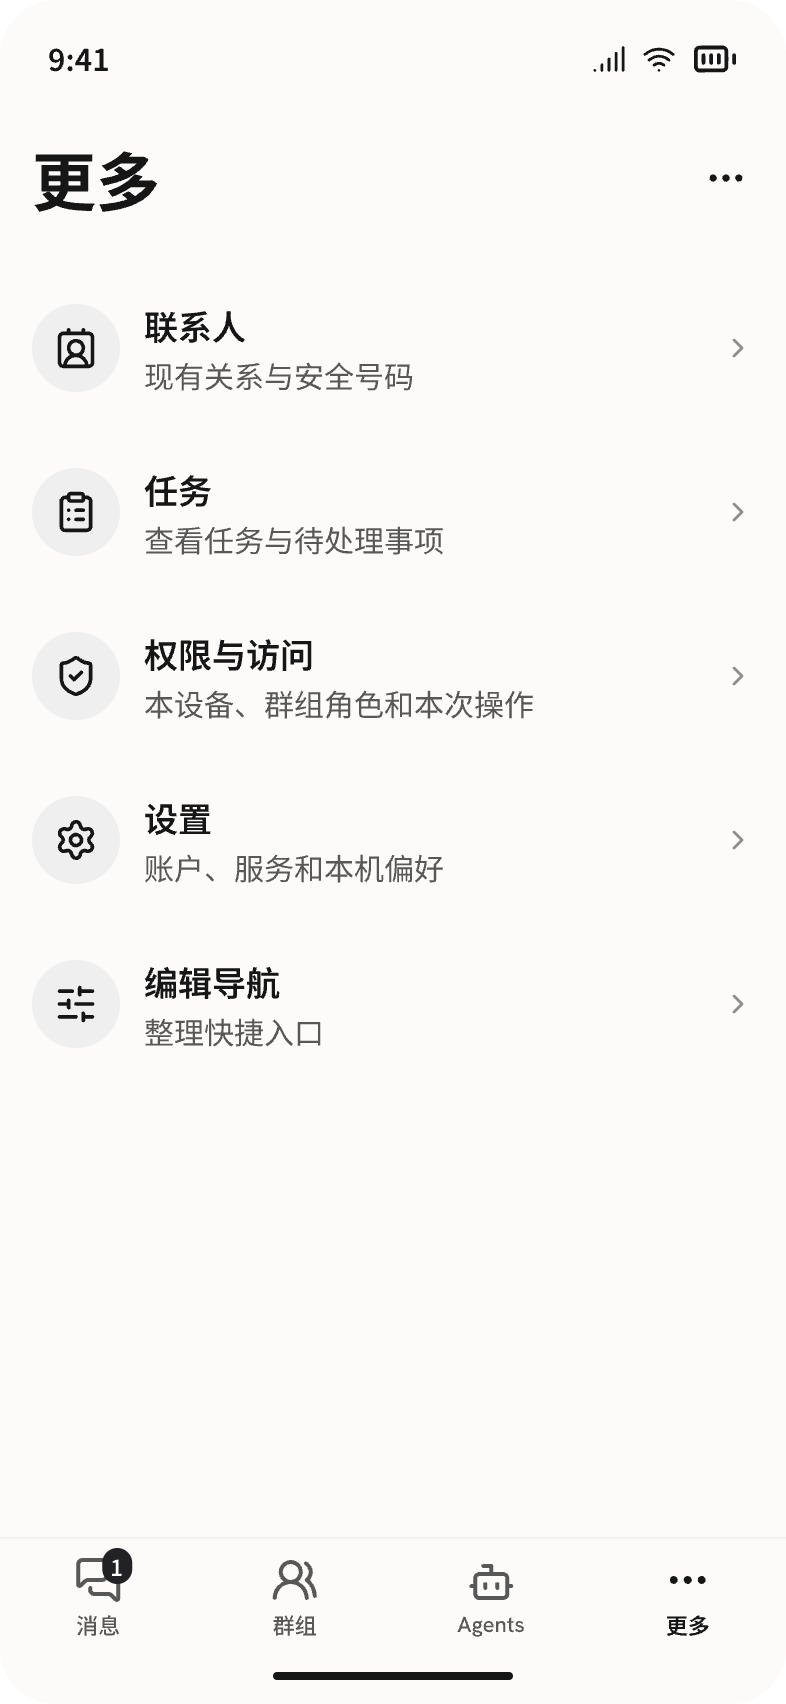 9:41
更多
联系人
现有关系与安全号码
任务
查看任务与待处理事项
权限与访问
本设备、群组角色和本次操作
设置
账户、服务和本机偏好
编辑导航
整理快捷入口
1
消息
群组
Agents
更多